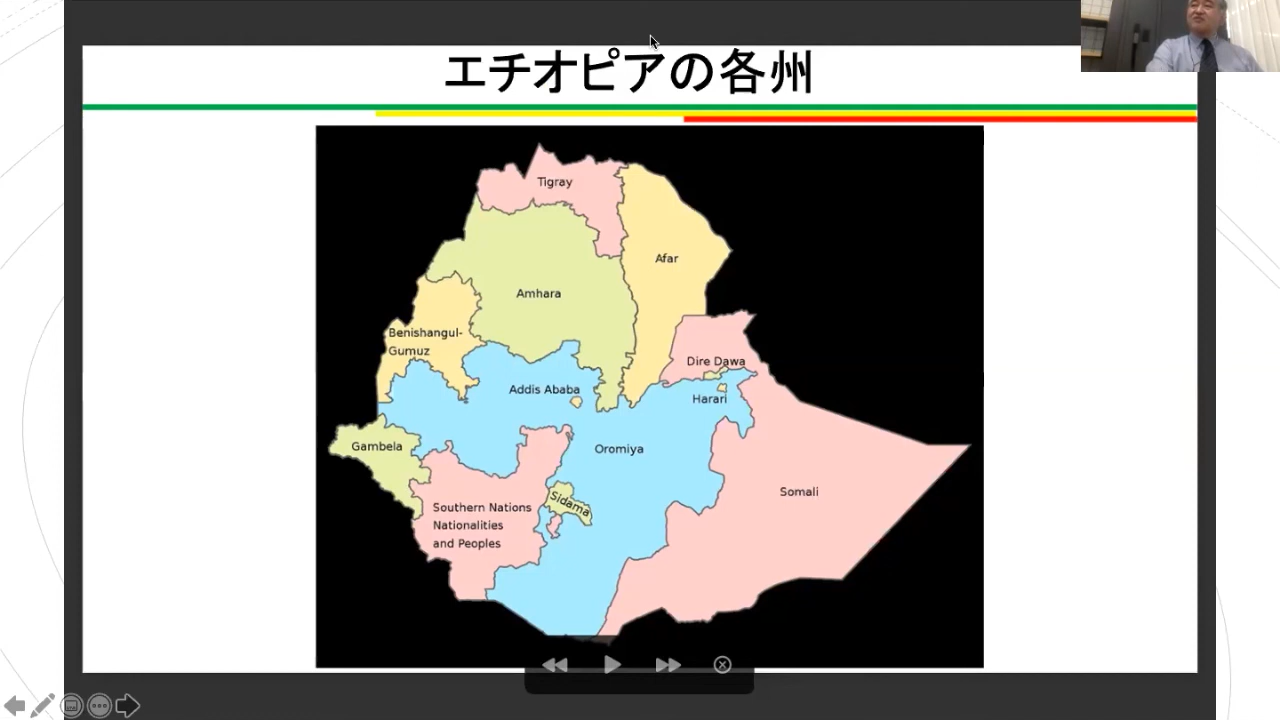 エチオピアの各州
Tigray
Afar
Amhara
Benishangul-
Gumuz
Dire Dawa
Addis Ababa
Harari
Gambela
Oromiya
Somali
Sidama
Southern Nations
Nationalities
and Peoples